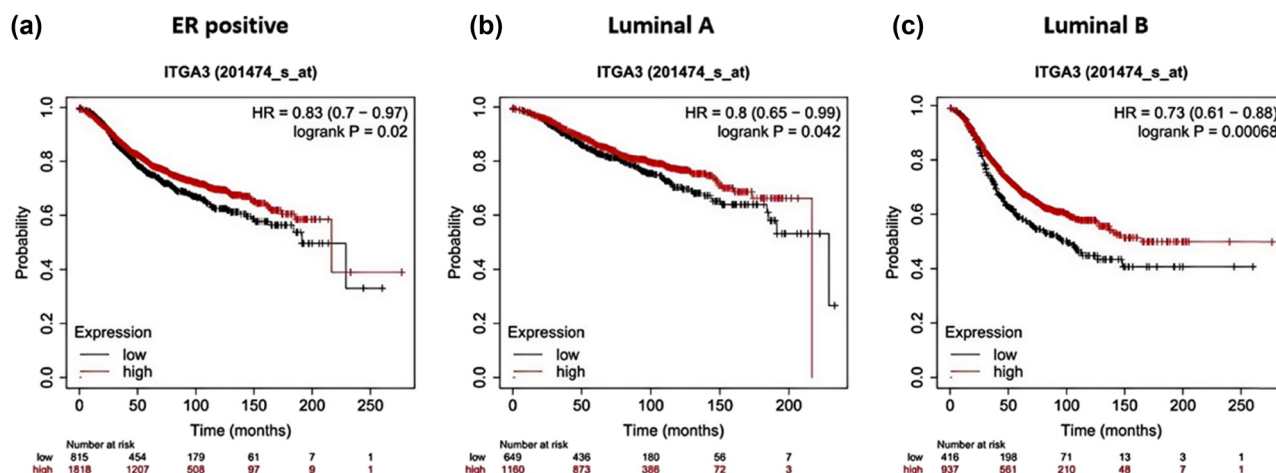 (a) ER positive
ITGA3 (201474_s_at)
HR = 0.83 (0.7 − 0.97)
logrank P = 0.02
Probability
1.0
0.8
0.6
0.4
0.2
0.0
Expression
low
high
0 50 100 150 200 250
Time (months)
Number at risk
low 815 454 179 61 7 1
high 1818 1207 508 97 9 1
(b) Luminal A
ITGA3 (201474_s_at)
HR = 0.8 (0.65 − 0.99)
logrank P = 0.042
Probability
1.0
0.8
0.6
0.4
0.2
0.0
Expression
low
high
0 50 100 150 200
Time (months)
Number at risk
low 649 436 180 56 7
high 1160 873 386 72 3
(c) Luminal B
ITGA3 (201474_s_at)
HR = 0.73 (0.61 − 0.88)
logrank P = 0.00068
Probability
1.0
0.8
0.6
0.4
0.2
0.0
Expression
low
high
0 50 100 150 200 250
Time (months)
Number at risk
low 416 198 71 13 3 1
high 937 561 210 48 1